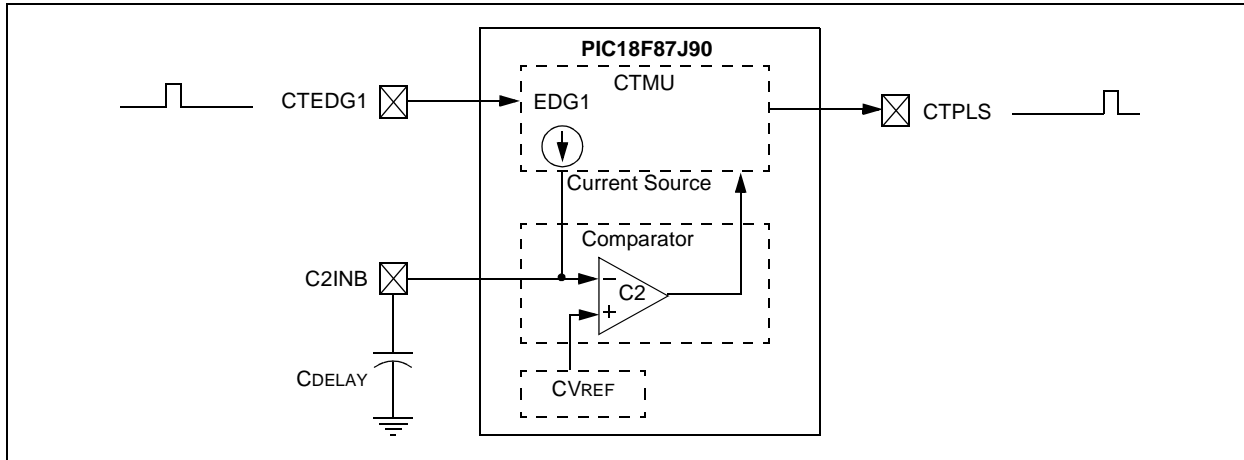 PIC18F87J90
CTMU
CTEDG1
EDG1
CTPLS
Current Source
Comparator
C2INB
–
C2
+
CDELAY
CVREF